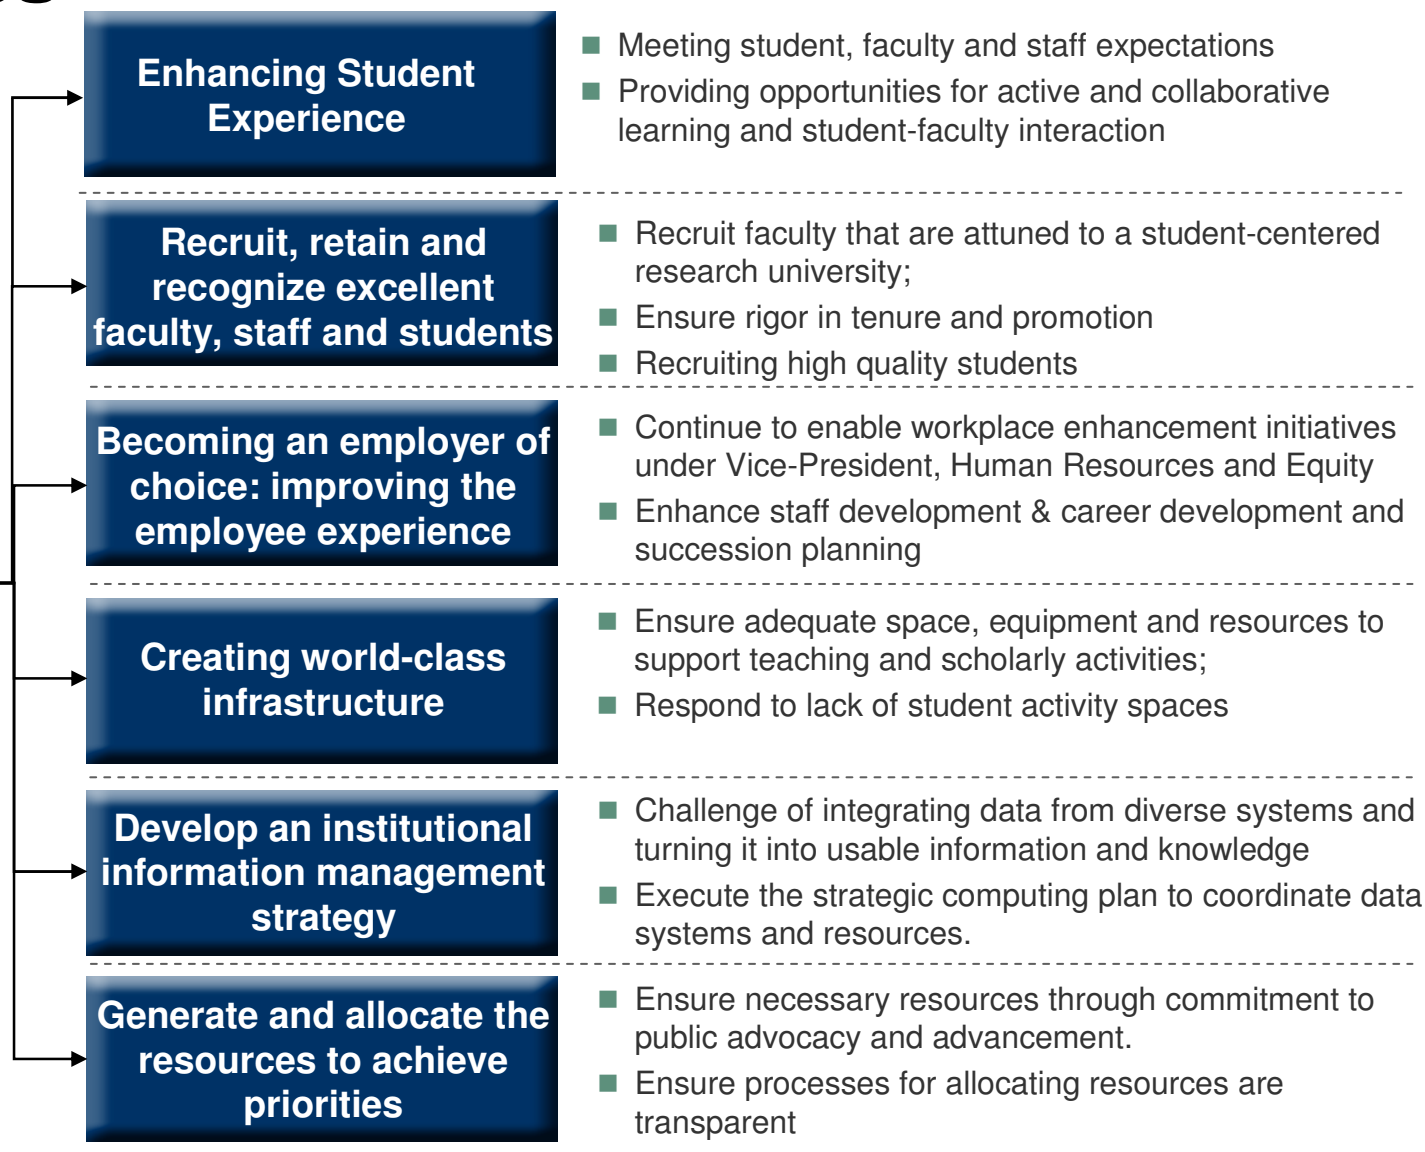 Enhancing Student
Experience
Meeting student, faculty and staff expectations
Providing opportunities for active and collaborative
learning and student-faculty interaction
Recruit, retain and
recognize excellent
faculty, staff and students
Recruit faculty that are attuned to a student-centered
research university;
Ensure rigor in tenure and promotion
Recruiting high quality students
Becoming an employer of
choice: improving the
employee experience
Continue to enable workplace enhancement initiatives
under Vice-President, Human Resources and Equity
Enhance staff development & career development and
succession planning
Creating world-class
infrastructure
Ensure adequate space, equipment and resources to
support teaching and scholarly activities;
Respond to lack of student activity spaces
Develop an institutional
information management
strategy
Challenge of integrating data from diverse systems and
turning it into usable information and knowledge
Execute the strategic computing plan to coordinate data
systems and resources.
Generate and allocate the
resources to achieve
priorities
Ensure necessary resources through commitment to
public advocacy and advancement.
Ensure processes for allocating resources are
transparent